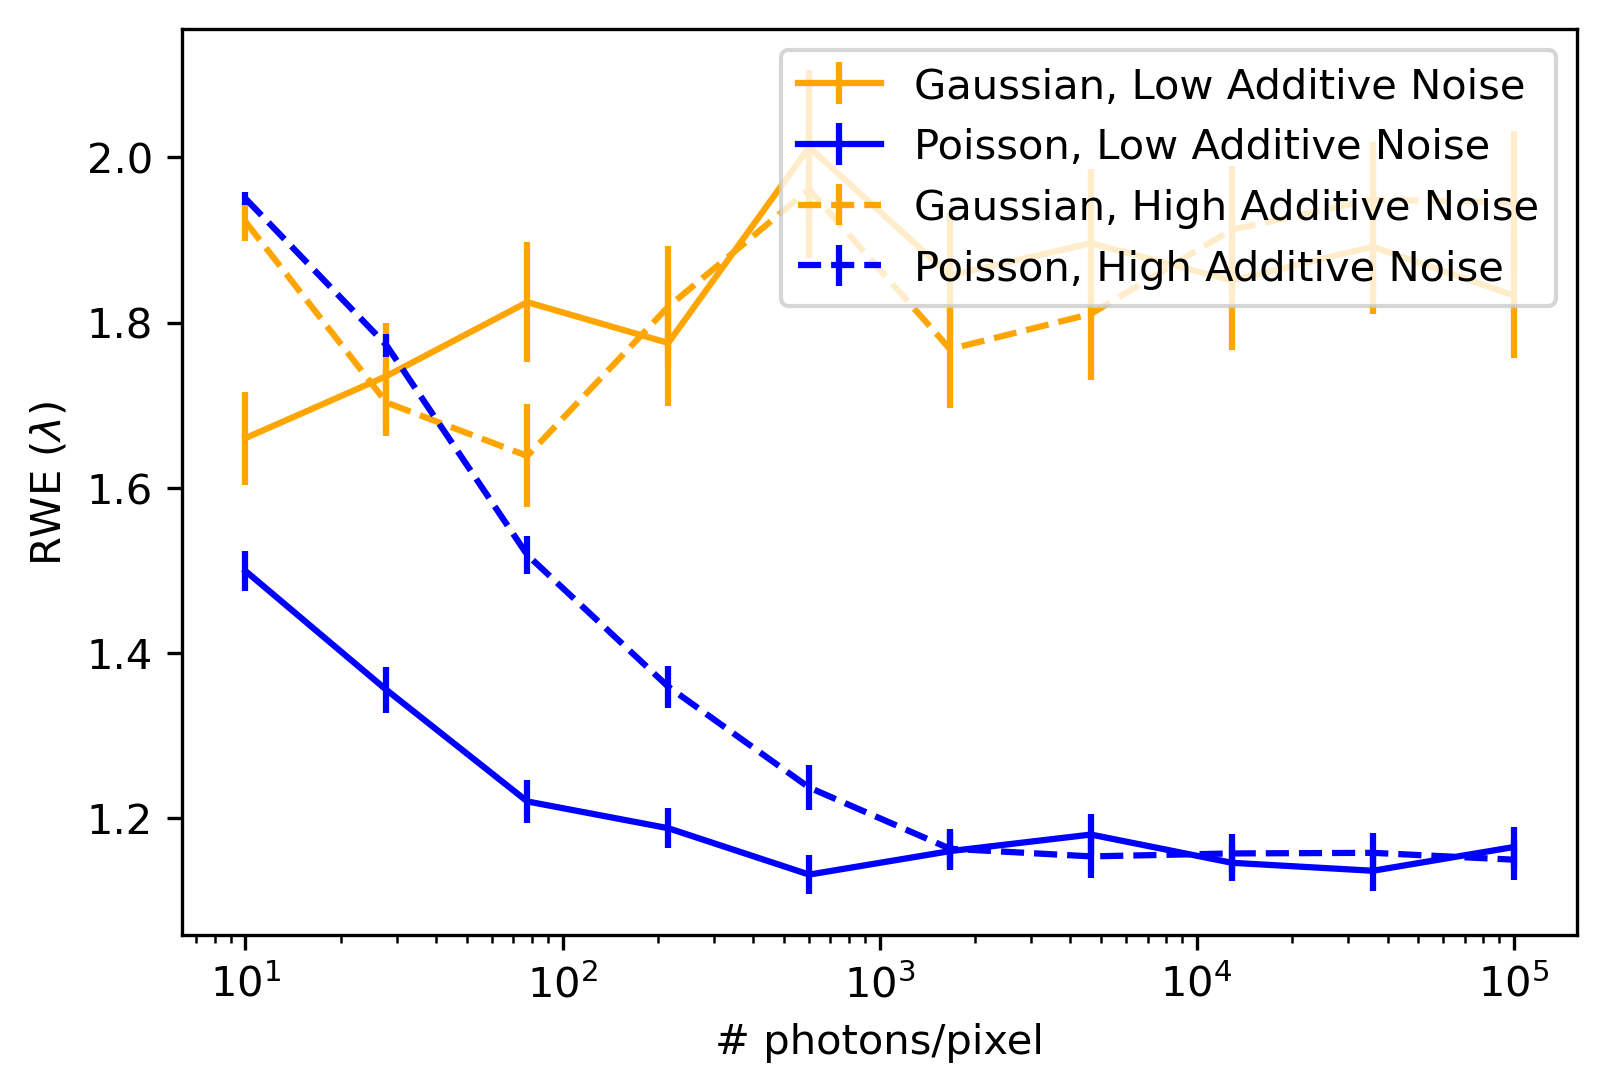 Gaussian, Low Additive Noise
Poisson, Low Additive Noise
Gaussian, High Additive Noise
Poisson, High Additive Noise
2.0
1.8
1.6
1.4
1.2
RWE (λ)
10¹ 10² 10³ 10⁴ 10⁵
# photons/pixel